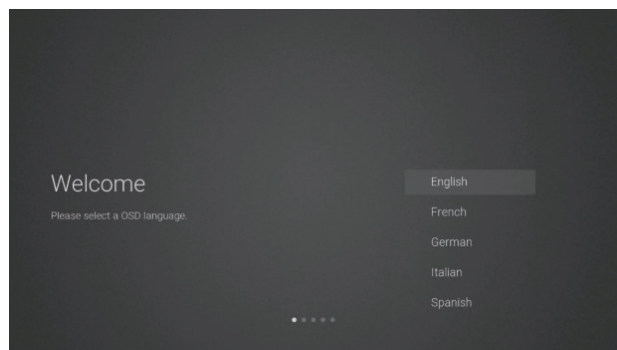 Welcome
Please select a OSD language.
English
French
German
Italian
Spanish